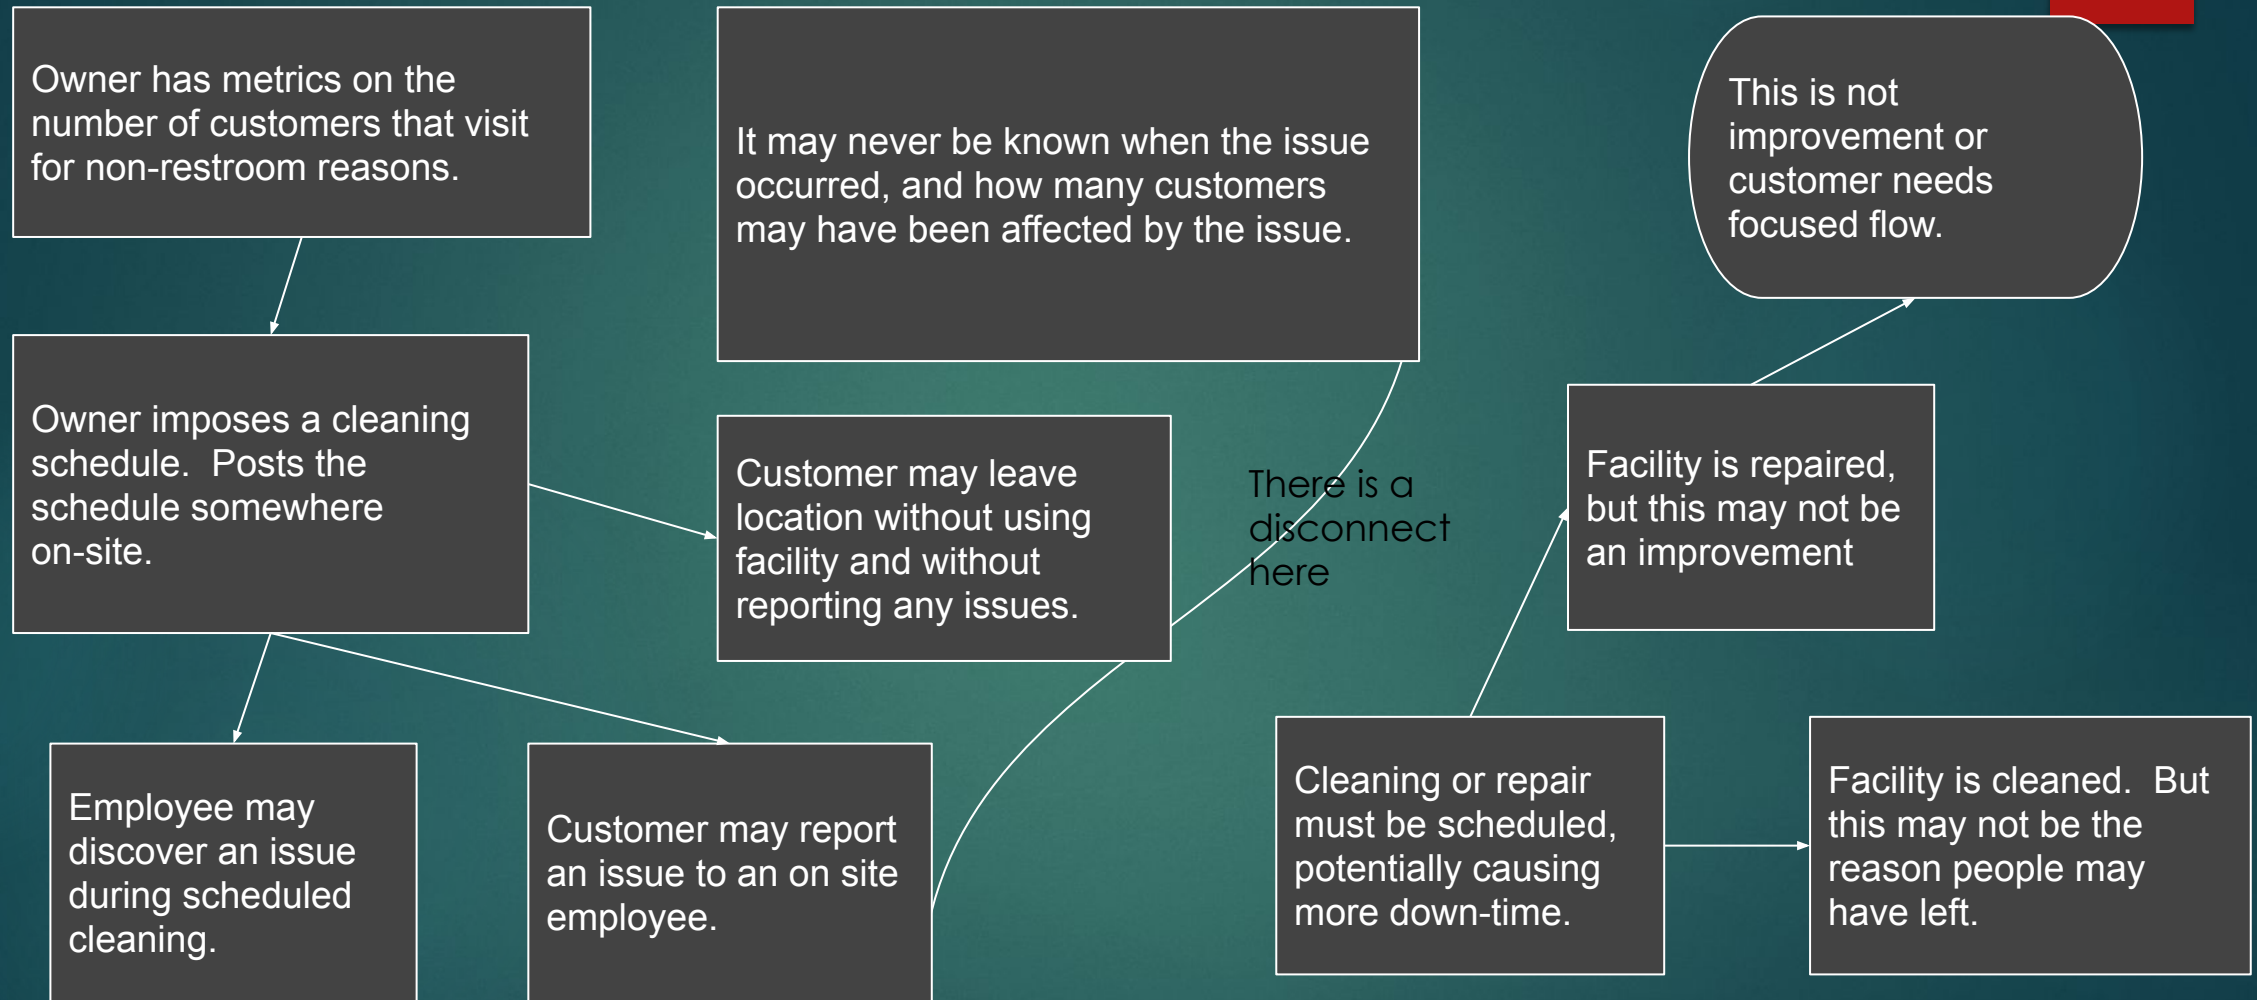 Owner has metrics on the
number of customers that visit
for non-restroom reasons.
It may never be known when the issue
occurred, and how many customers
may have been affected by the issue.
This is not
improvement or
customer needs
focused flow.
Owner imposes a cleaning
schedule.  Posts the
schedule somewhere
on-site.
Customer may leave
location without using
facility and without
reporting any issues.
There is a
disconnect
here
Facility is repaired,
but this may not be
an improvement
Employee may
discover an issue
during scheduled
cleaning.
Customer may report
an issue to an on site
employee.
Cleaning or repair
must be scheduled,
potentially causing
more down-time.
Facility is cleaned.  But
this may not be the
reason people may
have left.